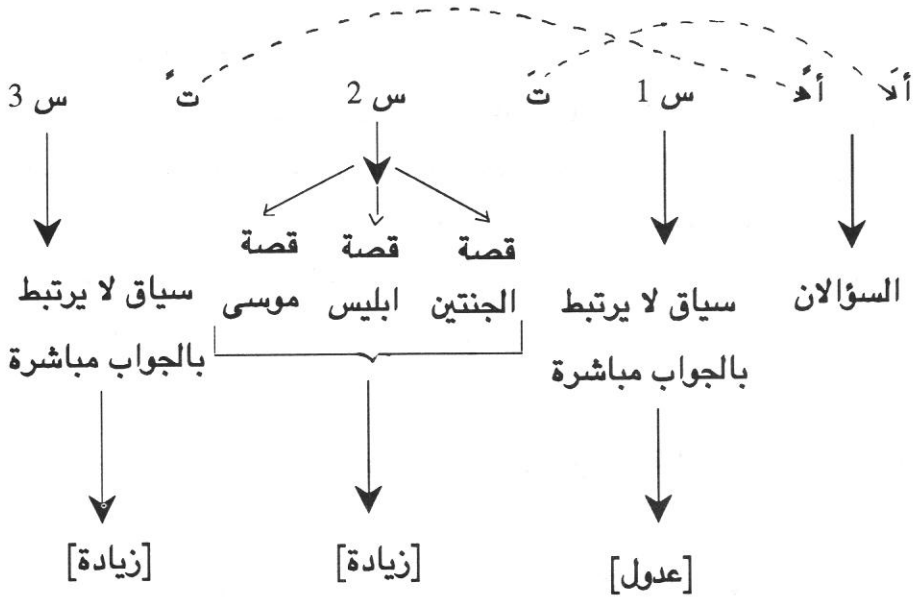 أَ أً س 1 تَ س 2 تً س 3
قصة قصة قصة
السؤالان سياق لا يرتبط الجنتين ابليس موسى سياق لا يرتبط
بالجواب مباشرة بالجواب مباشرة
[عدول] [زيادة] [زيادة]